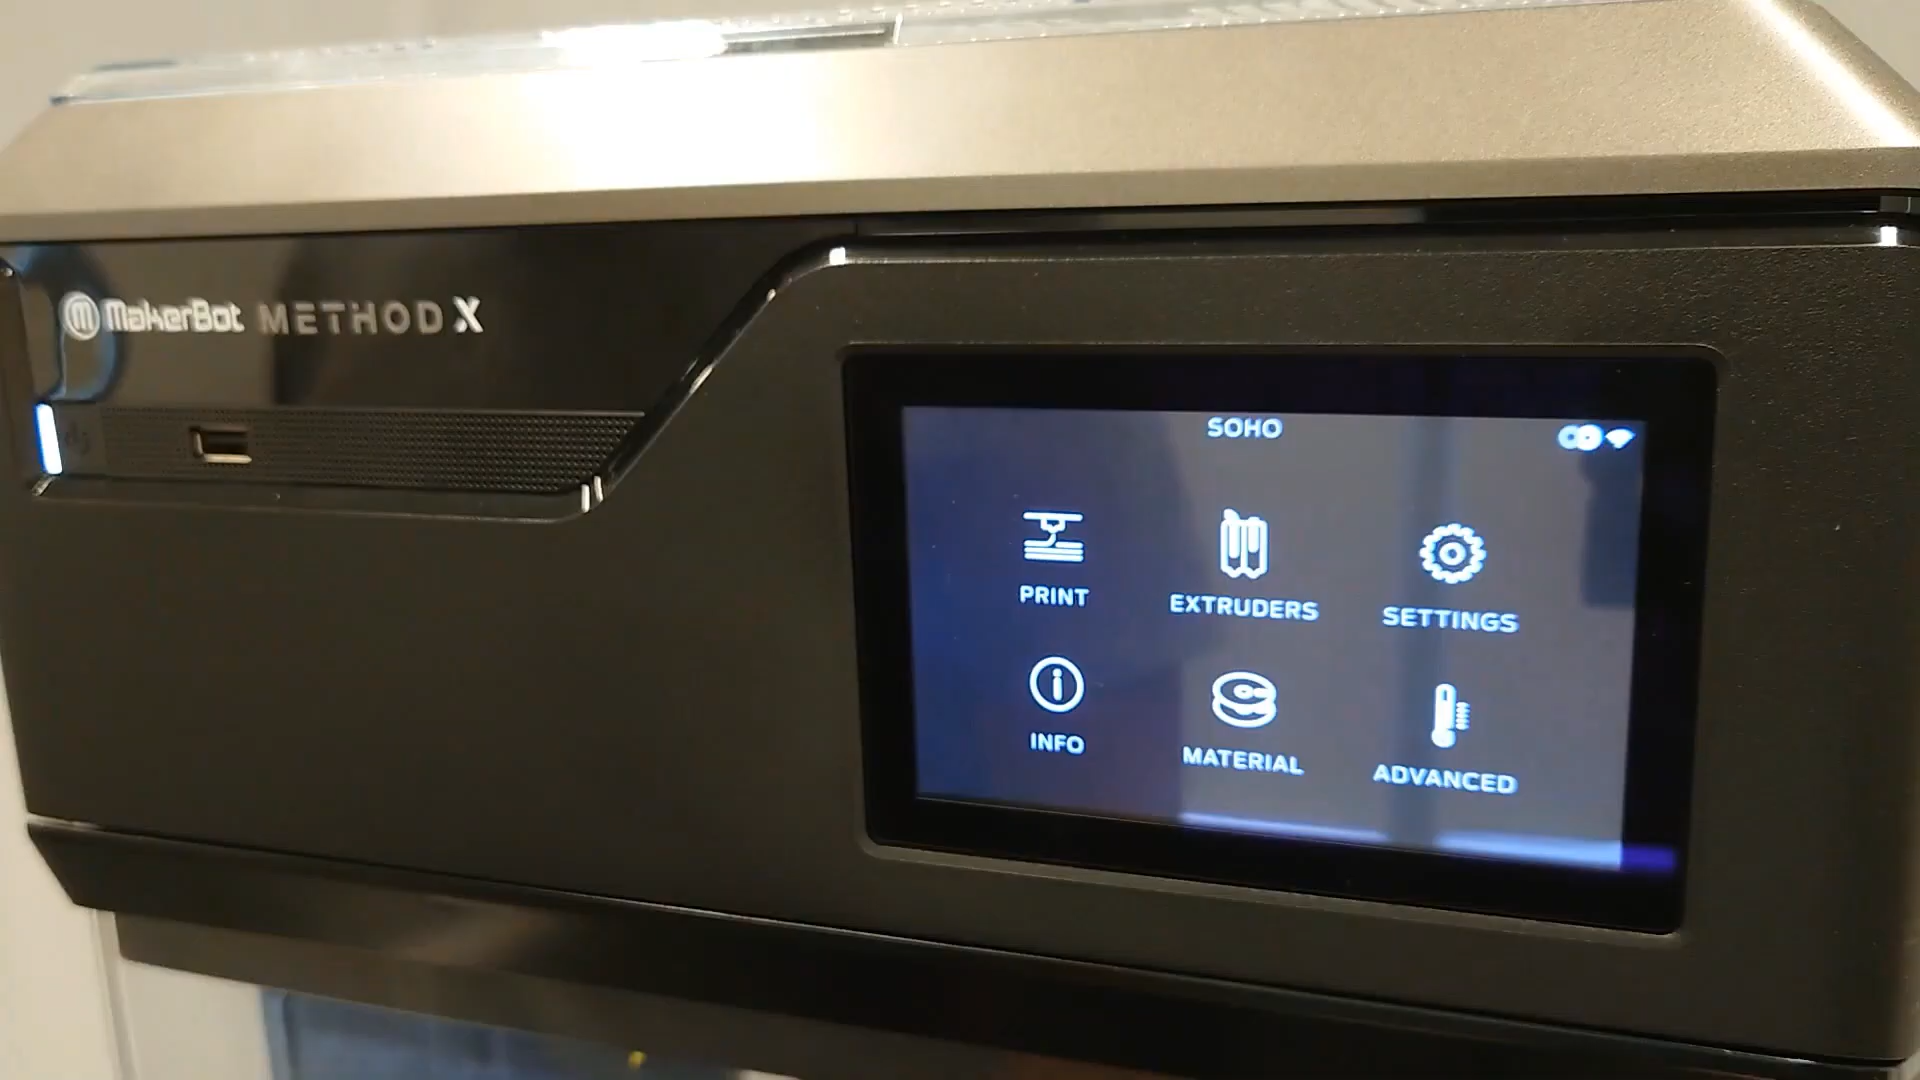 MakerBot METHOD X
SOHO
PRINT
EXTRUDERS
SETTINGS
INFO
MATERIAL
ADVANCED